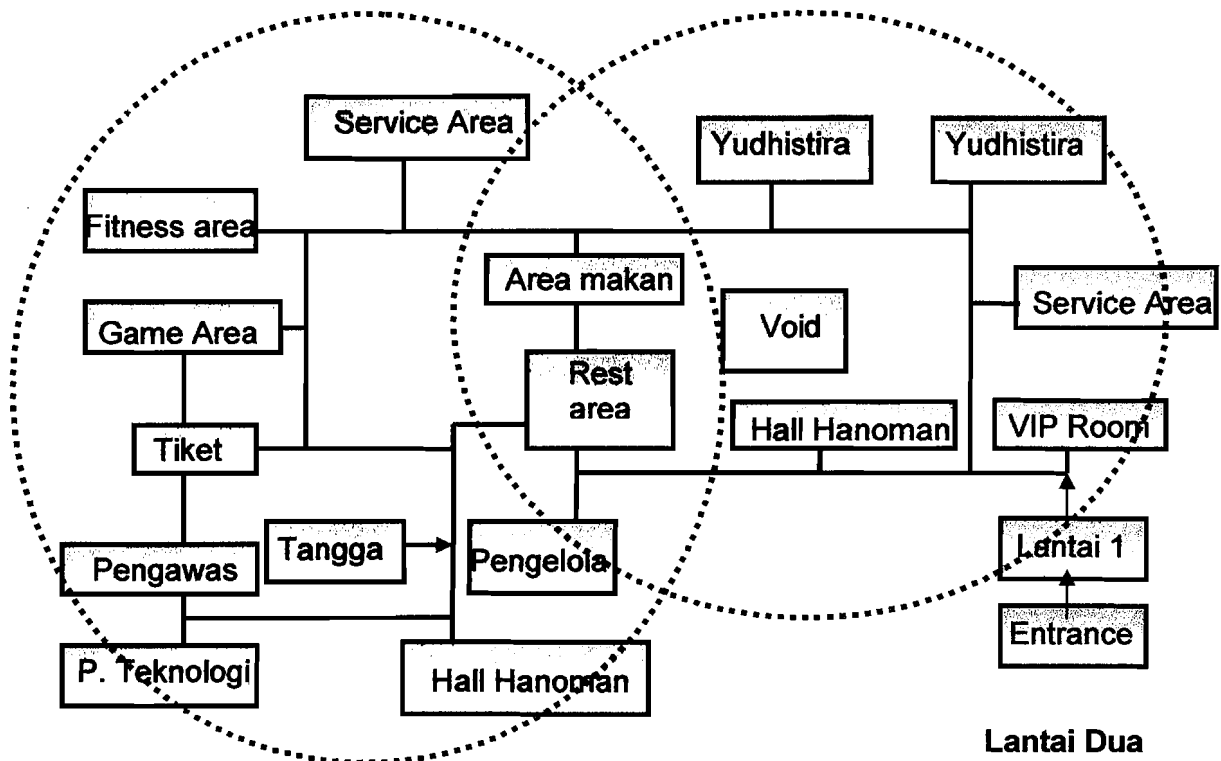 Service Area
Yudhistira
Yudhistira
Fitness area
Area makan
Service Area
Game Area
Void
Rest
area
Hall Hanoman
VIP Room
Tiket
Tangga
Pengelola
Lantai 1
Pengawas
Entrance
P. Teknologi
Hall Hanoman
Lantai Dua